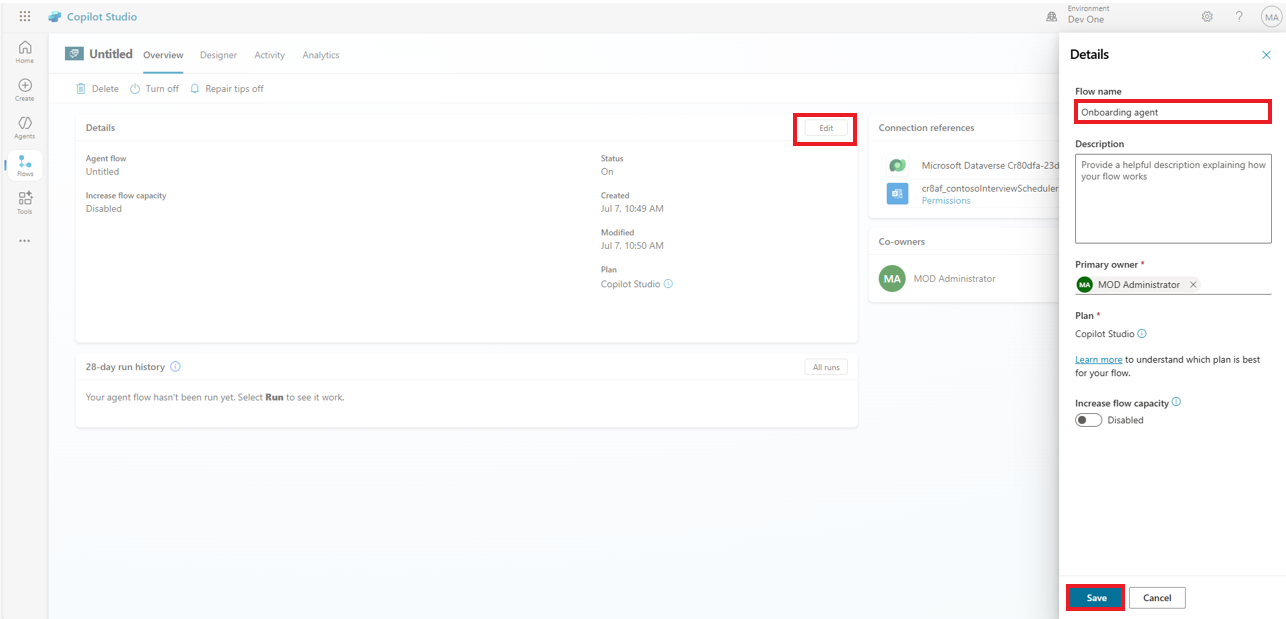 Copilot Studio
Environment
Dev One
?
MA
Home
Create
Agents
Flows
Tools
Untitled
Overview
Designer
Activity
Analytics
Delete
Turn off
Repair tips off
Details
Edit
Agent flow
Untitled
Increase flow capacity
Disabled
Status
On
Created
Jul 7, 10:49 AM
Modified
Jul 7, 10:50 AM
Plan
Copilot Studio
28-day run history
All runs
Your agent flow hasn't been run yet. Select Run to see it work.
Connection references
Microsoft Dataverse Cr80dfa-23d
cr8af_contosoInterviewScheduler
Permissions
Co-owners
MA
MOD Administrator
Details
Flow name
Onboarding agent
Description
Provide a helpful description explaining how
your flow works
Primary owner *
MA MOD Administrator
Plan *
Copilot Studio
Learn more to understand which plan is best
for your flow.
Increase flow capacity
Disabled
Save
Cancel